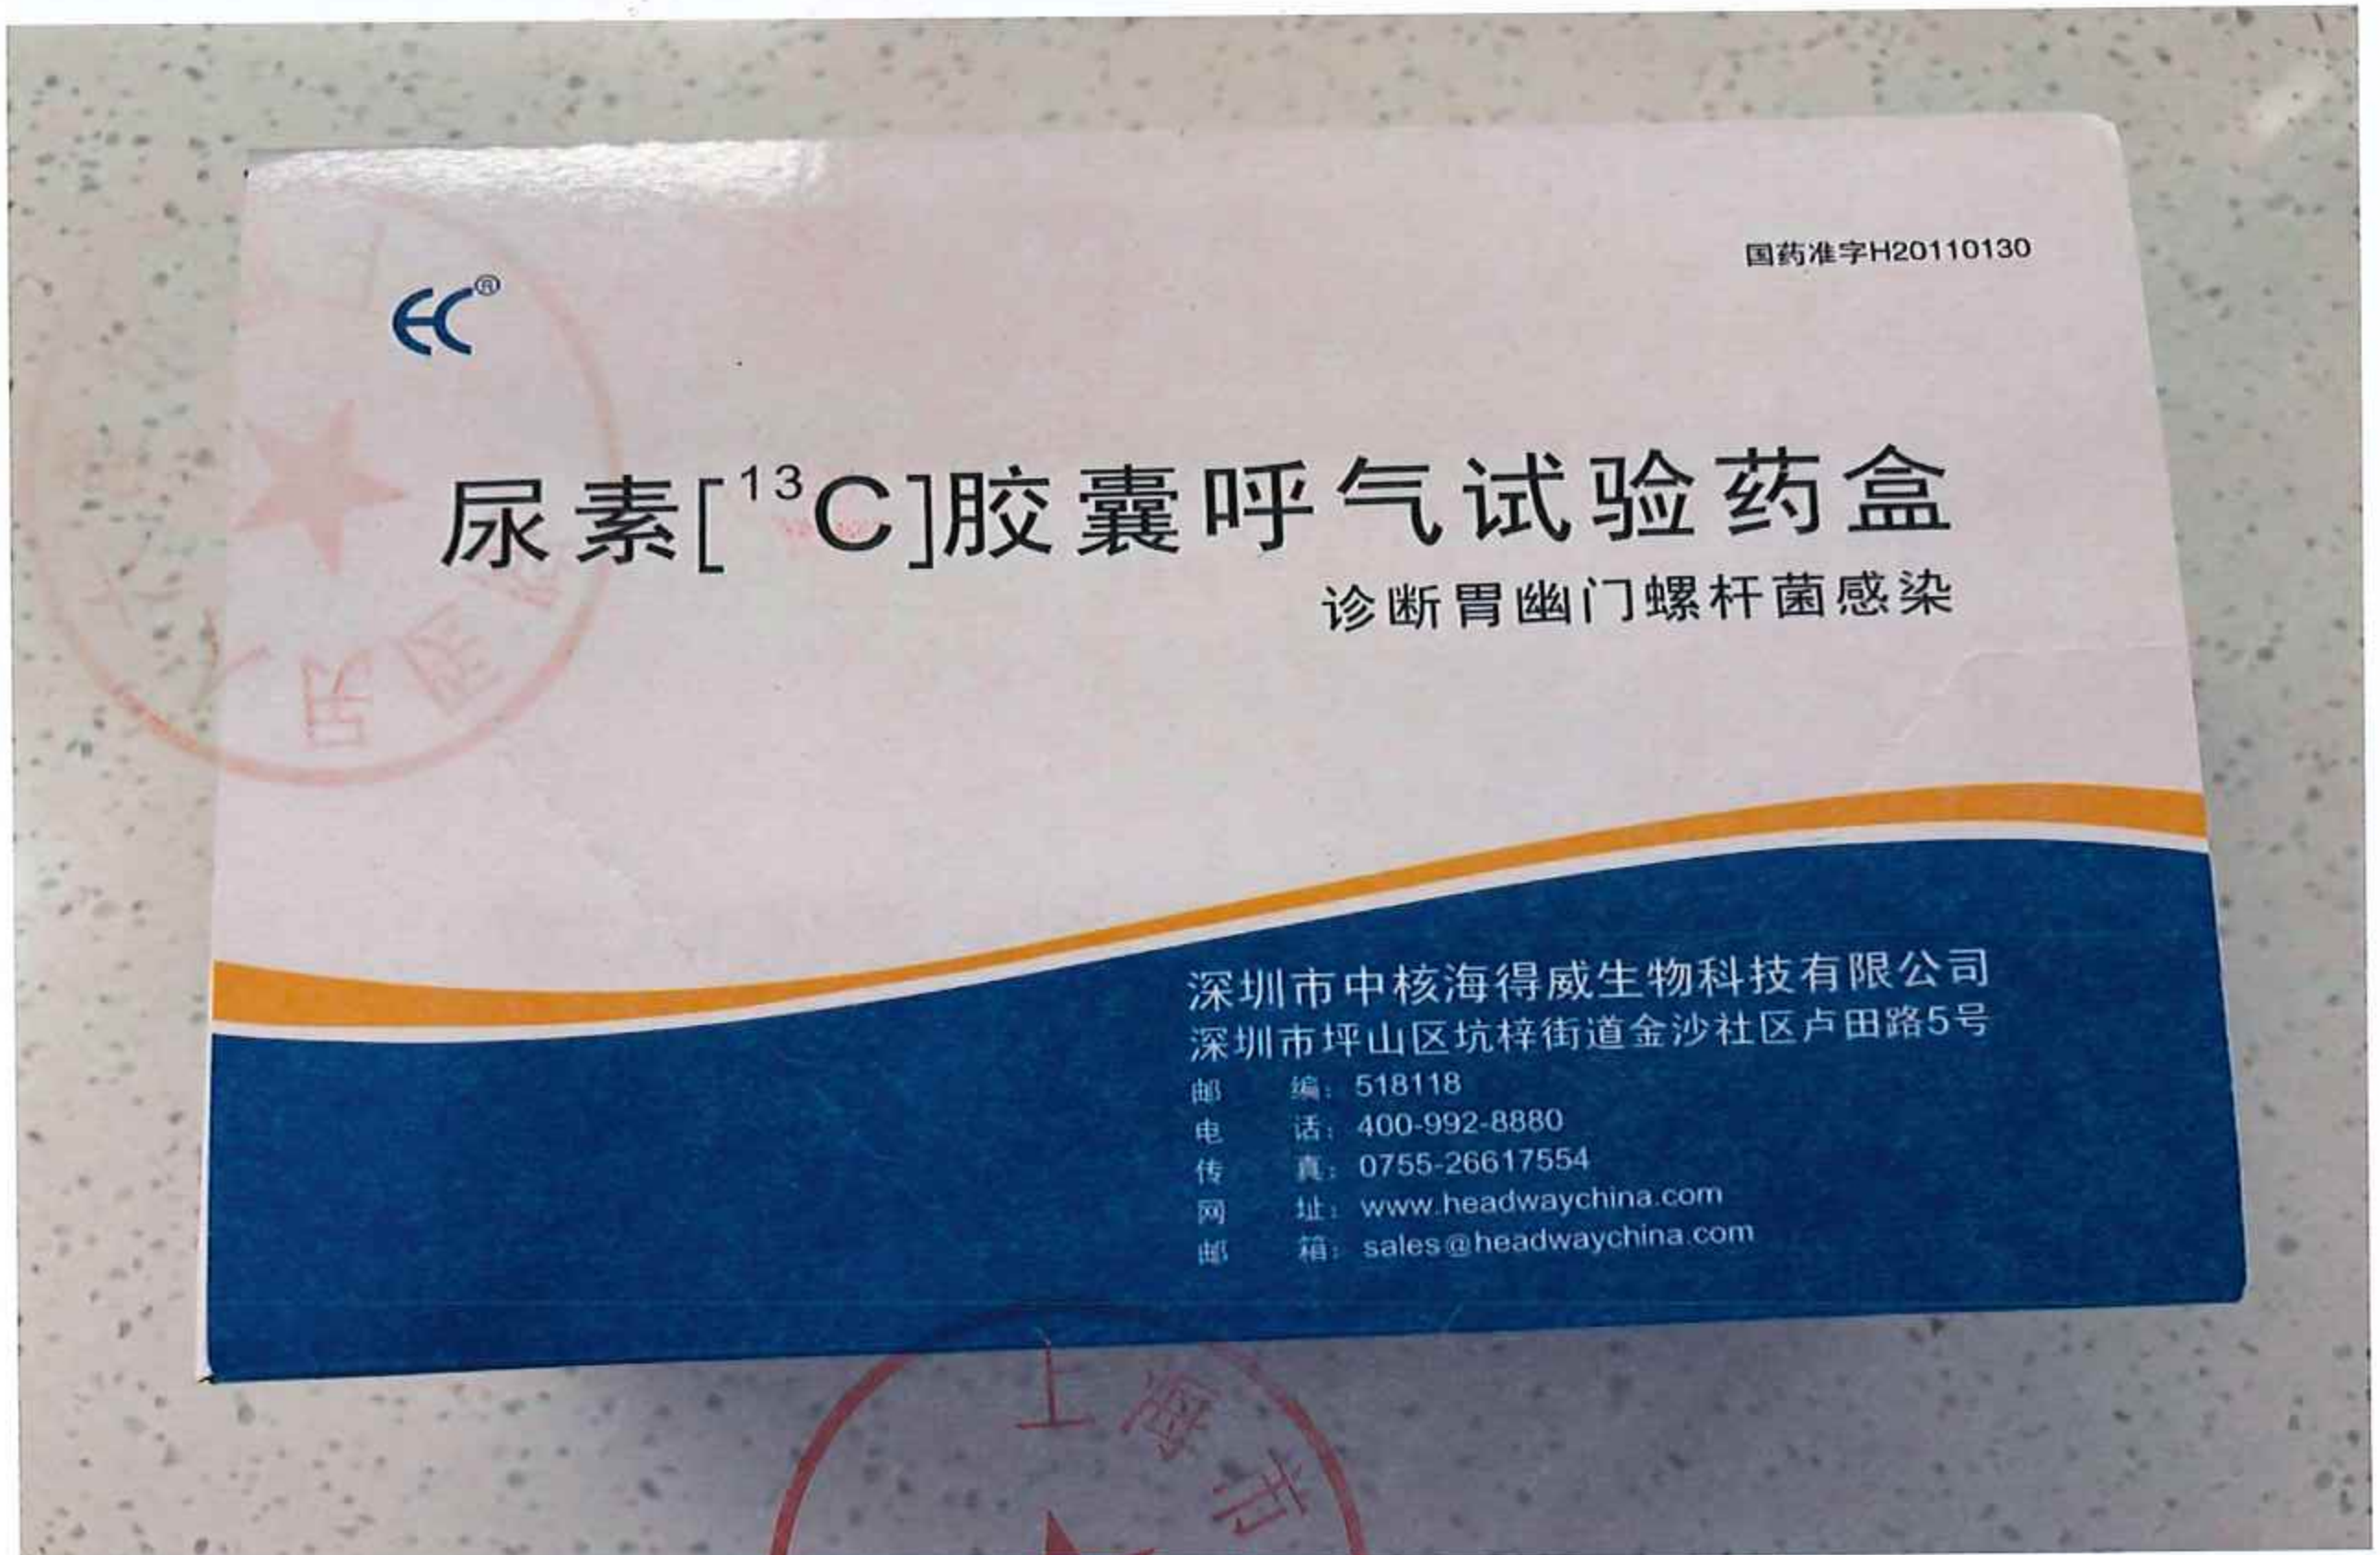 国药准字H20110130
尿素[¹³C]胶囊呼气试验药盒
诊断胃幽门螺杆菌感染
深圳市中核海得威生物科技有限公司
深圳市坪山区坑梓街道金沙社区卢田路5号
邮 编：518118
电 话：400-992-8880
传 真：0755-26617554
网 址：www.headwaychina.com
邮 箱：sales@headwaychina.com
上海市